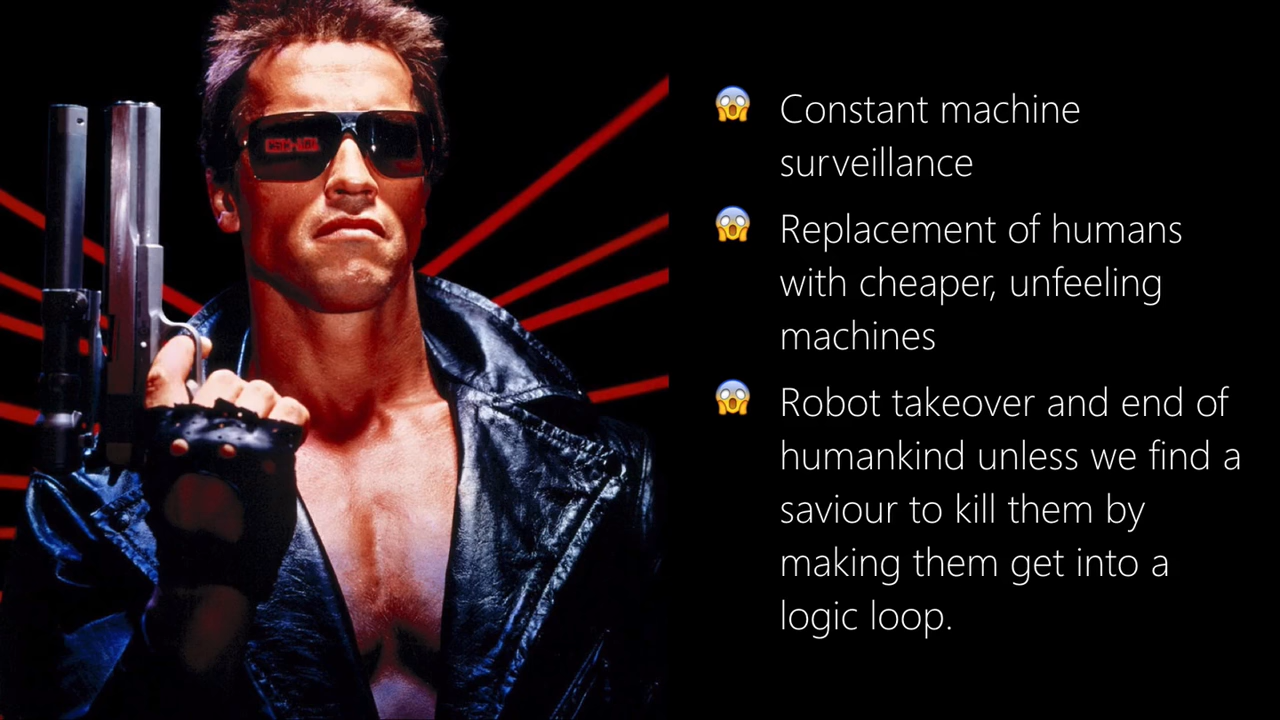 😱 Constant machine
surveillance
😱 Replacement of humans
with cheaper, unfeeling
machines
😱 Robot takeover and end of
humankind unless we find a
saviour to kill them by
making them get into a
logic loop.